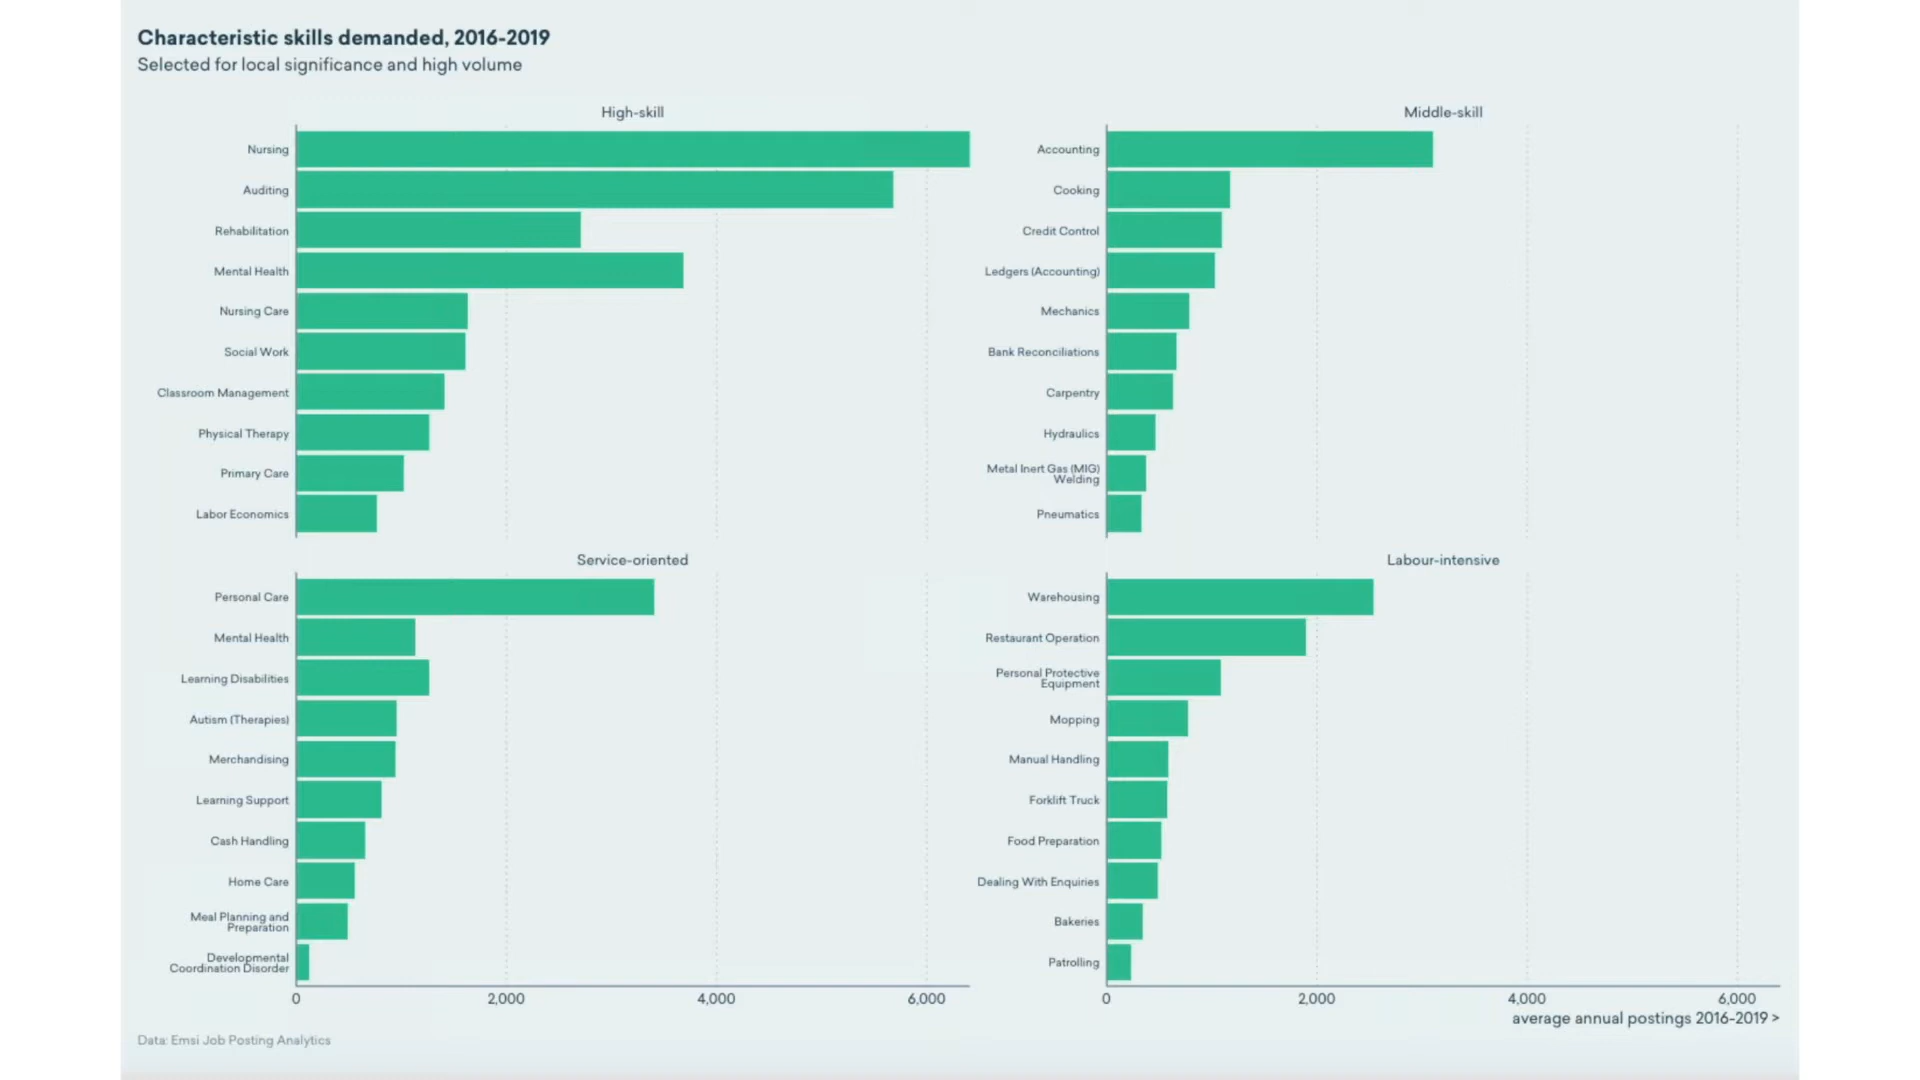 Characteristic skills demanded, 2016-2019
Selected for local significance and high volume
High-skill
Nursing
Auditing
Rehabilitation
Mental Health
Nursing Care
Social Work
Classroom Management
Physical Therapy
Primary Care
Labor Economics
Middle-skill
Accounting
Cooking
Credit Control
Ledgers (Accounting)
Mechanics
Bank Reconciliations
Carpentry
Hydraulics
Metal Inert Gas (MIG)
Welding
Pneumatics
Service-oriented
Personal Care
Mental Health
Learning Disabilities
Autism (Therapies)
Merchandising
Learning Support
Cash Handling
Home Care
Meal Planning and
Preparation
Developmental
Coordination Disorder
0 2,000 4,000 6,000
Labour-intensive
Warehousing
Restaurant Operation
Personal Protective
Equipment
Mopping
Manual Handling
Forklift Truck
Food Preparation
Dealing With Enquiries
Bakeries
Patrolling
0 2,000 4,000 6,000
average annual postings 2016-2019 >
Data: Emsi Job Posting Analytics